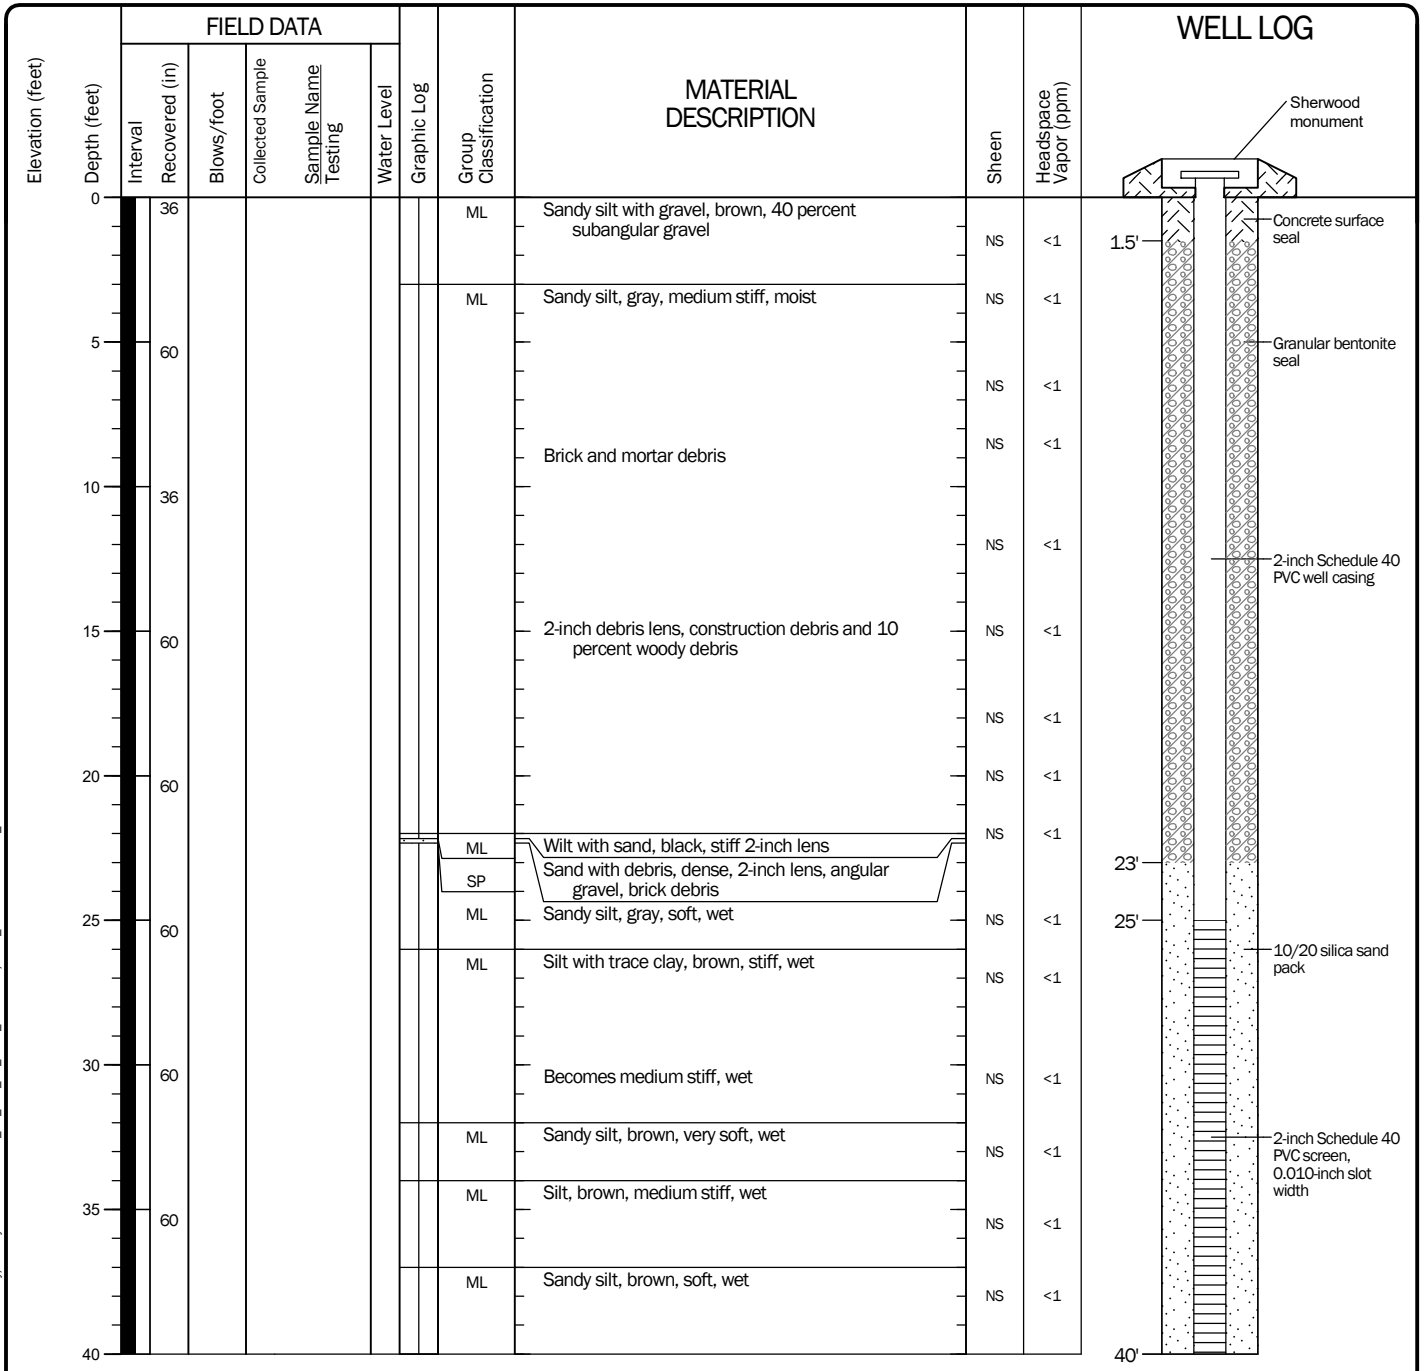 FIELD DATA
WELL LOG
Elevation (feet)
Depth (feet)
Interval
Recovered (in)
Blows/foot
Collected Sample
Sample Name
Testing
Water Level
Graphic Log
Group
Classification
MATERIAL
DESCRIPTION
Sheen
Headspace
Vapor (ppm)
Sherwood
monument
0
36
ML
Sandy silt with gravel, brown, 40 percent
subangular gravel
Concrete surface
seal
NS
<1
1.5'
ML
Sandy silt, gray, medium stiff, moist
NS
<1
5
60
Granular bentonite
seal
NS
<1
NS
<1
Brick and mortar debris
10
36
NS
<1
2-inch Schedule 40
PVC well casing
15
60
2-inch debris lens, construction debris and 10
percent woody debris
NS
<1
NS
<1
20
60
NS
<1
NS
<1
ML
Wilt with sand, black, stiff 2-inch lens
23'
SP
Sand with debris, dense, 2-inch lens, angular
gravel, brick debris
ML
Sandy silt, gray, soft, wet
25
60
NS
<1
25'
10/20 silica sand
pack
ML
Silt with trace clay, brown, stiff, wet
NS
<1
30
60
Becomes medium stiff, wet
NS
<1
ML
Sandy silt, brown, very soft, wet
NS
<1
2-inch Schedule 40
PVC screen,
0.010-inch slot
width
ML
Silt, brown, medium stiff, wet
35
60
NS
<1
ML
Sandy silt, brown, soft, wet
NS
<1
40
40'